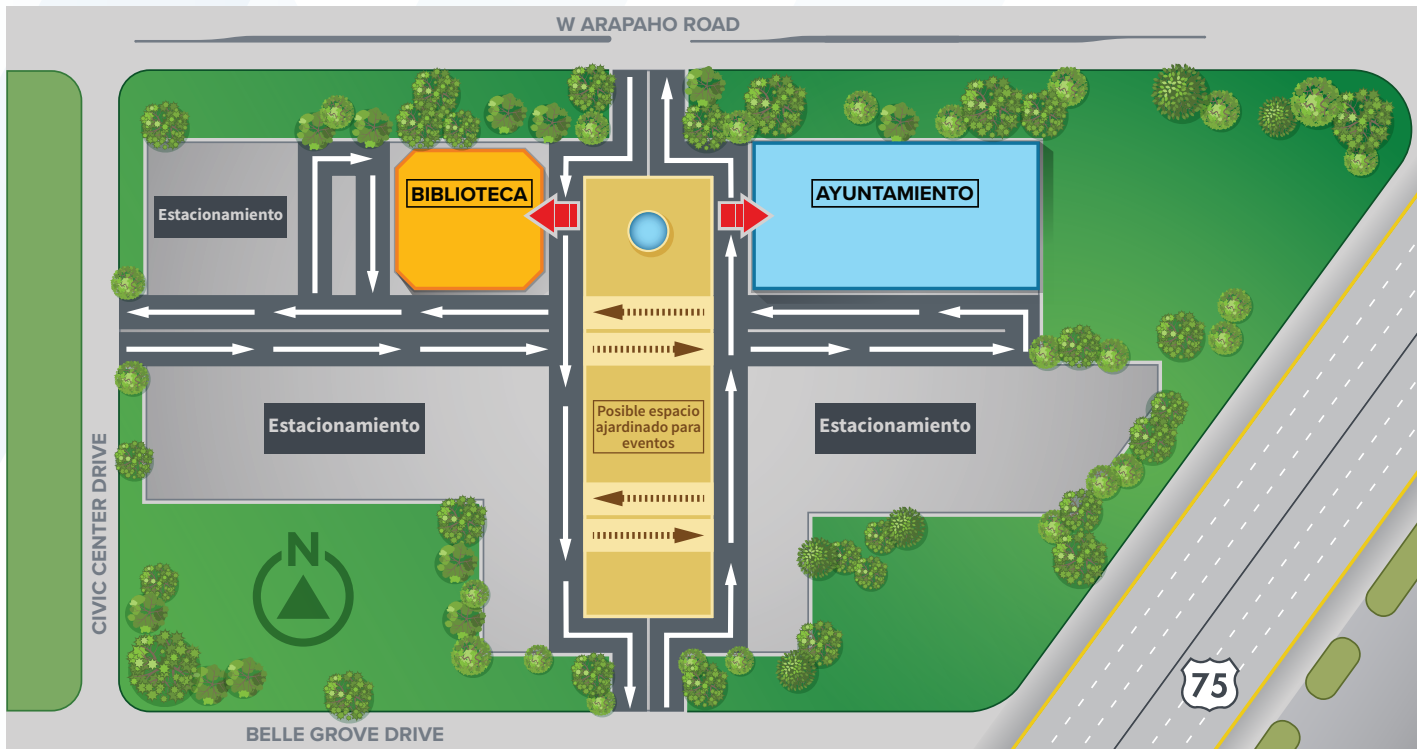 W ARAPAHO ROAD
BIBLIOTECA
AYUNTAMIENTO
Estacionamiento
Posible espacio
ajardinado para
eventos
Estacionamiento
Estacionamiento
CIVIC CENTER DRIVE
N
75
BELLE GROVE DRIVE